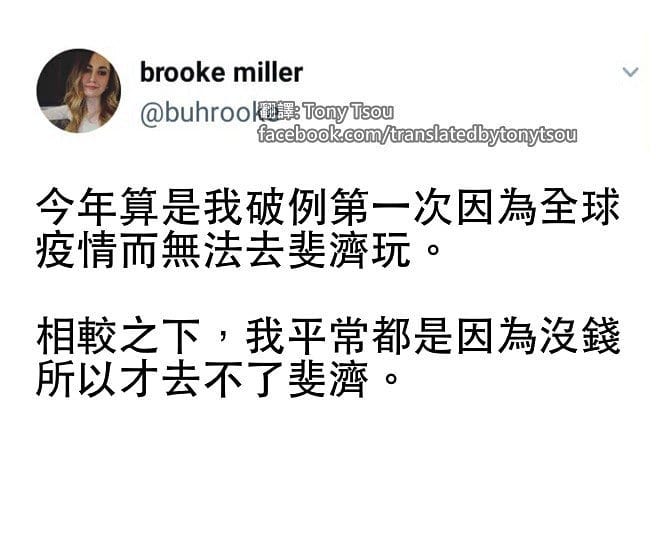 brooke miller
@buhrook
翻譯: Tony Tsou
facebook.com/translatedbytonytsou
今年算是我破例第一次因為全球
疫情而無法去斐濟玩。
相較之下，我平常都是因為沒錢
所以才去不了斐濟。